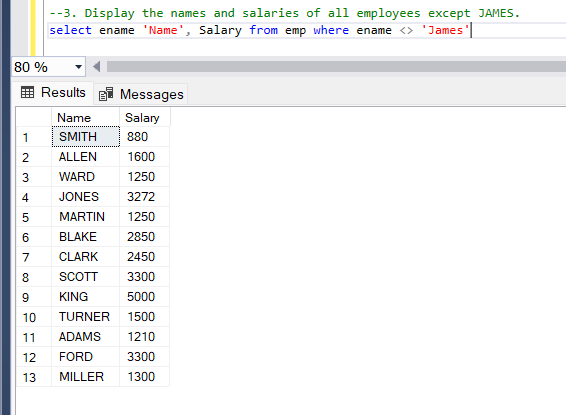 --3. Display the names and salaries of all employees except JAMES.
select ename 'Name', Salary from emp where ename <> 'James'
80 %
Results Messages
Name Salary
1 SMITH 880
2 ALLEN 1600
3 WARD 1250
4 JONES 3272
5 MARTIN 1250
6 BLAKE 2850
7 CLARK 2450
8 SCOTT 3300
9 KING 5000
10 TURNER 1500
11 ADAMS 1210
12 FORD 3300
13 MILLER 1300